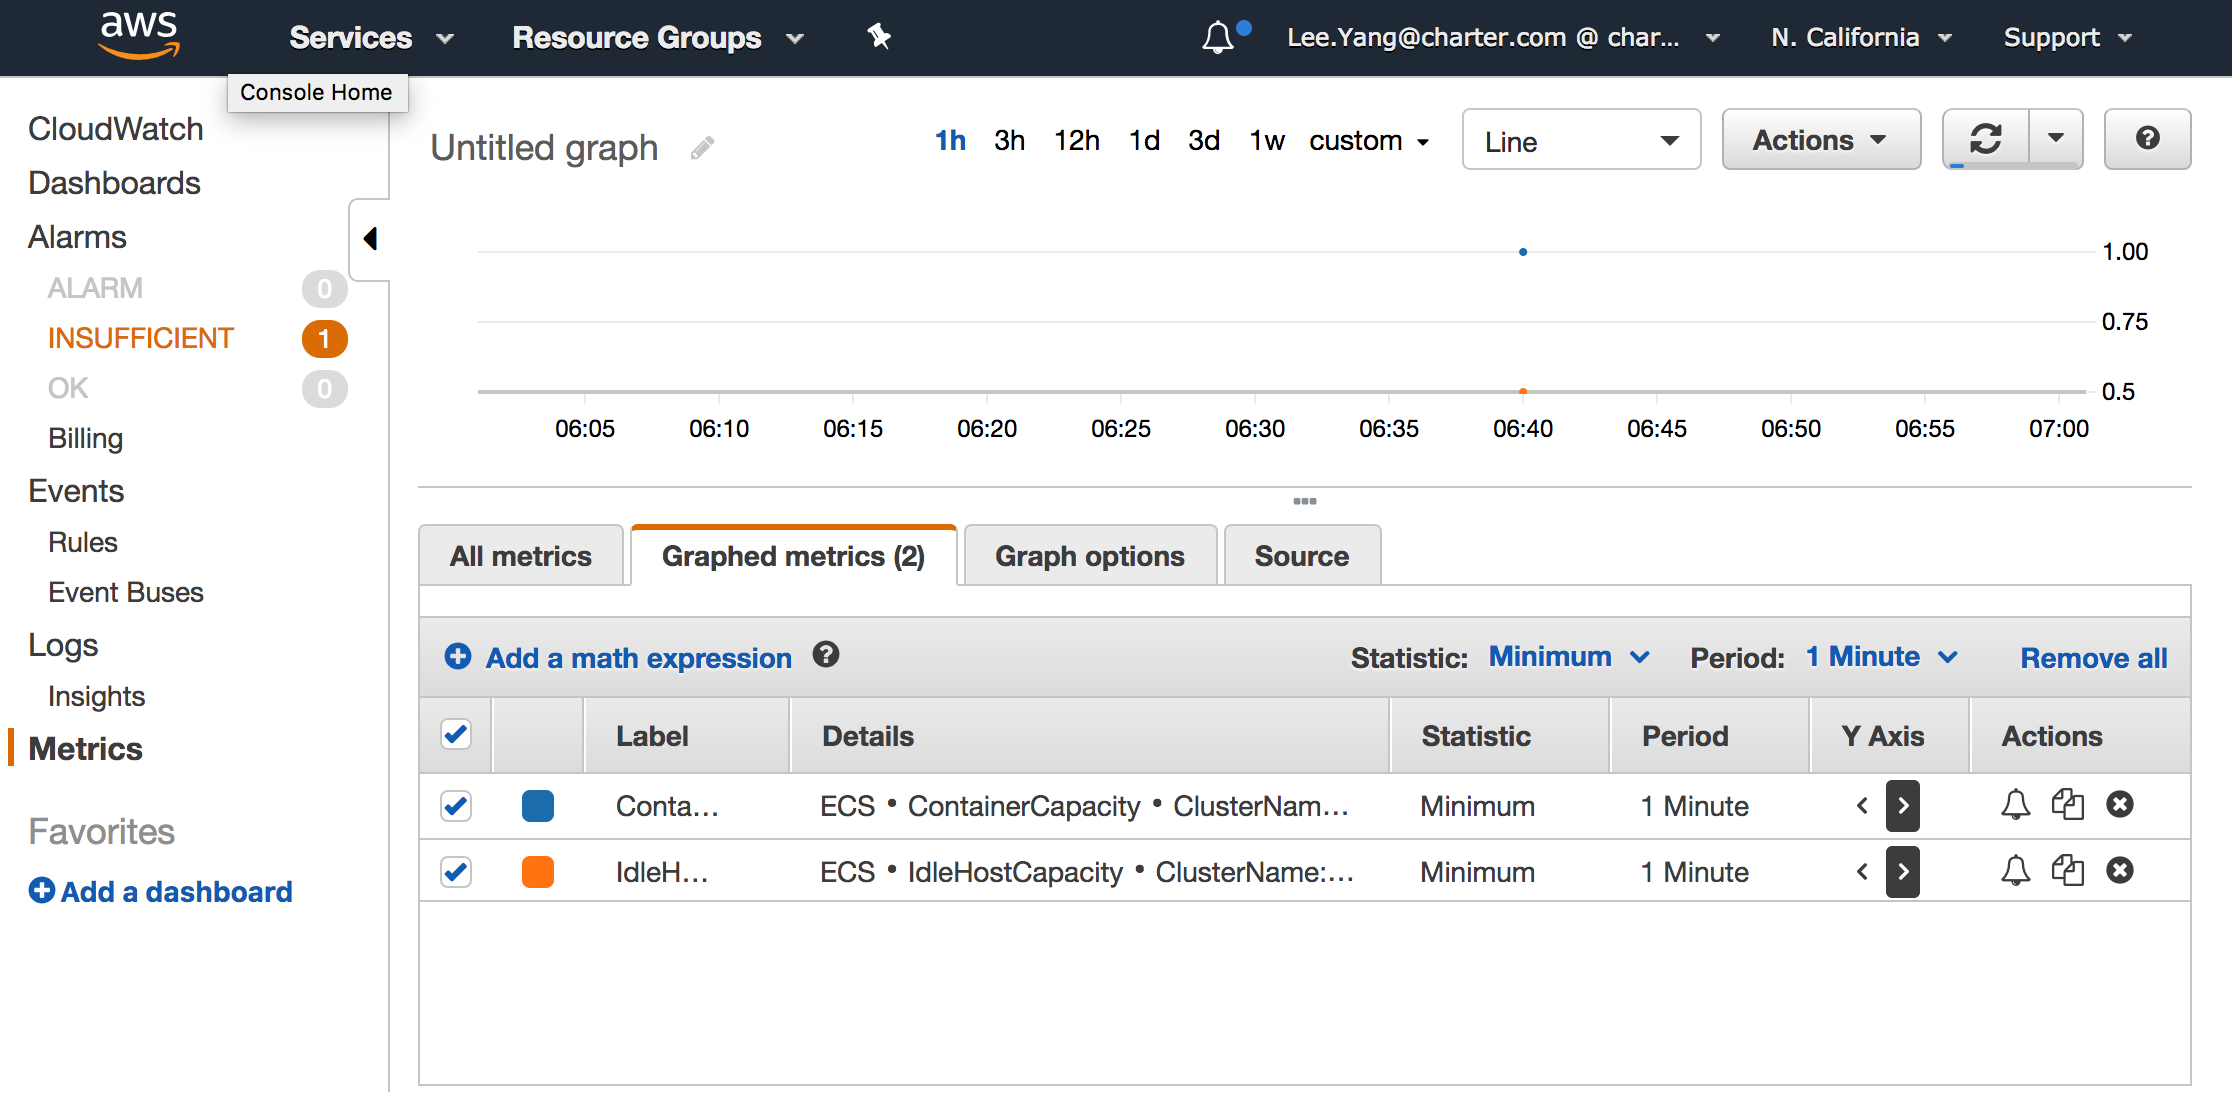 aws Services Resource Groups Lee.Yang@charter.com @ char... N. California Support
Console Home
CloudWatch
Dashboards
Alarms
ALARM 0
INSUFFICIENT 1
OK 0
Billing
Events
Rules
Event Buses
Logs
Insights
Metrics
Favorites
Add a dashboard
Untitled graph 1h 3h 12h 1d 3d 1w custom Line Actions
1.00
0.75
0.5
06:05 06:10 06:15 06:20 06:25 06:30 06:35 06:40 06:45 06:50 06:55 07:00
All metrics Graphed metrics (2) Graph options Source
Add a math expression Statistic: Minimum Period: 1 Minute Remove all
Label Details Statistic Period Y Axis Actions
Conta... ECS • ContainerCapacity • ClusterNam... Minimum 1 Minute < >
IdleH... ECS • IdleHostCapacity • ClusterName:... Minimum 1 Minute < >